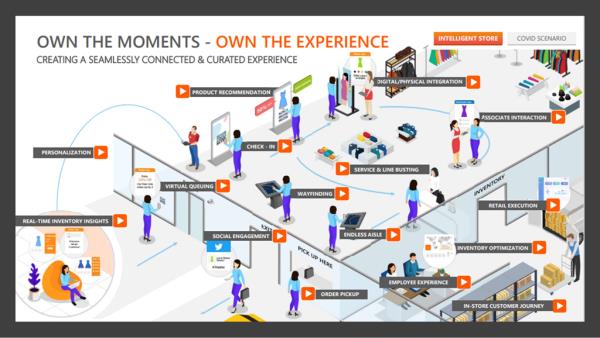 OWN THE MOMENTS - OWN THE EXPERIENCE
CREATING A SEAMLESSLY CONNECTED & CURATED EXPERIENCE
INTELLIGENT STORE
COVID SCENARIO
PRODUCT RECOMMENDATION
DIGITAL/PHYSICAL INTEGRATION
ASSOCIATE INTERACTION
PERSONALIZATION
CHECK - IN
SERVICE & LINE BUSTING
VIRTUAL QUEUING
WAYFINDING
INVENTORY
RETAIL EXECUTION
REAL-TIME INVENTORY INSIGHTS
SOCIAL ENGAGEMENT
EXIT
ENDLESS AISLE
PICK UP HERE
INVENTORY OPTIMIZATION
EMPLOYEE EXPERIENCE
ORDER PICKUP
IN-STORE CUSTOMER JOURNEY